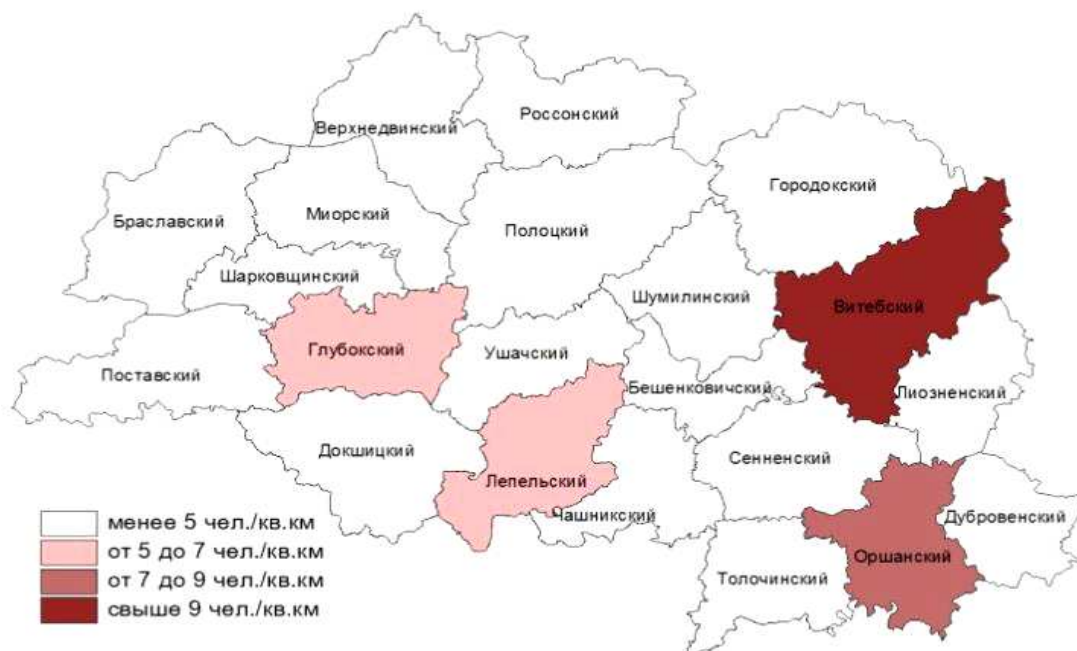 Россонский
Верхнедвинский
Городокский
Браславский
Миорский
Полоцкий
Шарковщинский
Шумилинский
Витебский
Глубокский
Ушачский
Поставский
Бешенковичский
Лиозненский
Докшицкий
Сенненский
Лепельский
Чашникский
Дубровенский
Оршанский
Толочинский
менее 5 чел./кв.км
от 5 до 7 чел./кв.км
от 7 до 9 чел./кв.км
свыше 9 чел./кв.км